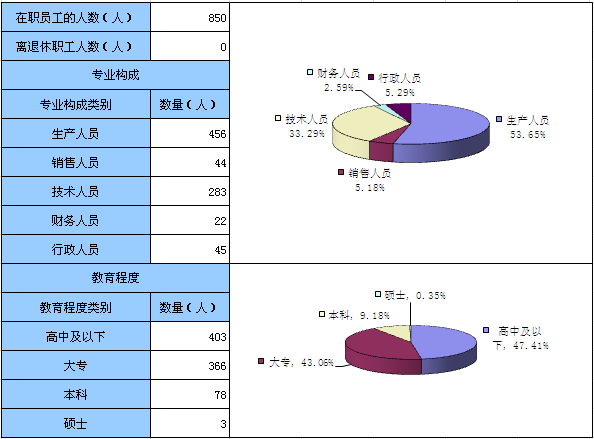 在职员工的人数（人） 850
离退休职工人数（人） 0
专业构成
专业构成类别 数量（人）
生产人员 456
销售人员 44
技术人员 283
财务人员 22
行政人员 45
财务人员
2.59%
行政人员
5.29%
技术人员
33.29%
生产人员
53.65%
销售人员
5.18%
教育程度
教育程度类别 数量（人）
高中及以下 403
大专 366
本科 78
硕士 3
硕士, 0.35%
本科, 9.18%
高中及以
下, 47.41%
大专, 43.06%